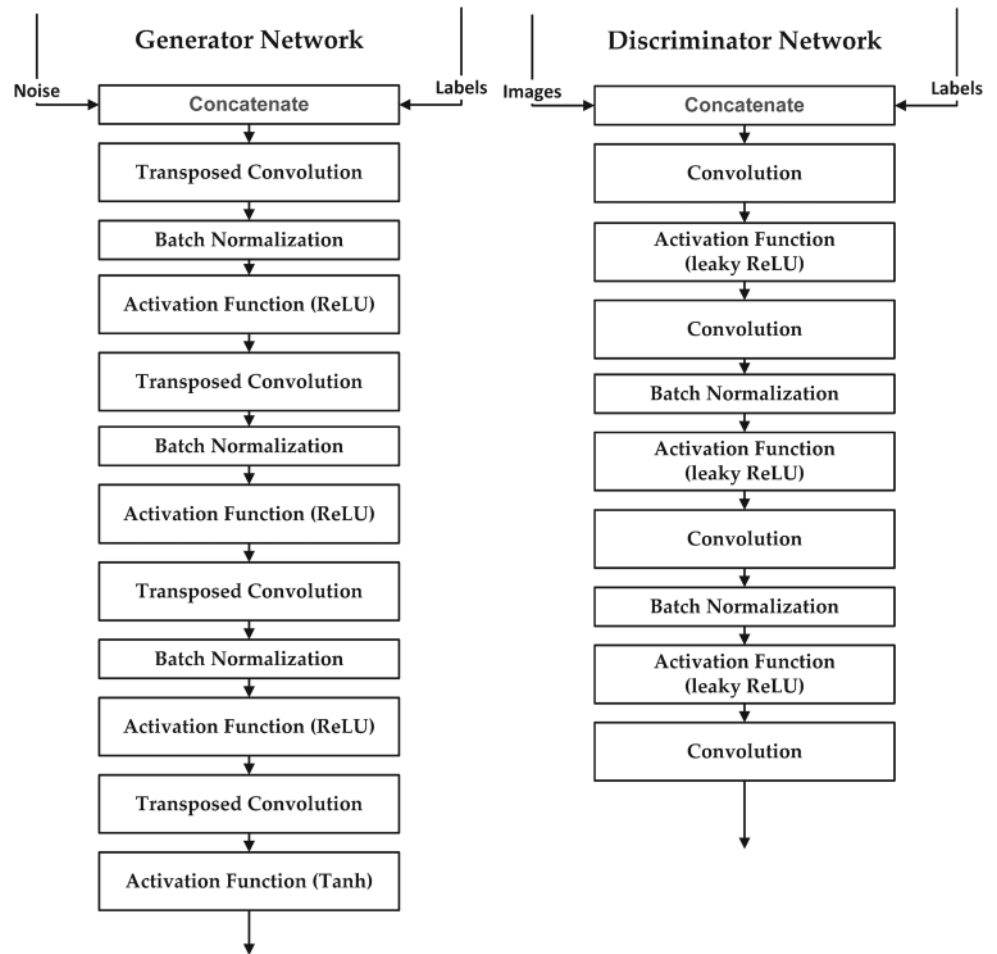 Generator Network
Noise
Labels
Concatenate
Transposed Convolution
Batch Normalization
Activation Function (ReLU)
Transposed Convolution
Batch Normalization
Activation Function (ReLU)
Transposed Convolution
Batch Normalization
Activation Function (ReLU)
Transposed Convolution
Activation Function (Tanh)
Discriminator Network
Images
Labels
Concatenate
Convolution
Activation Function
(leaky ReLU)
Convolution
Batch Normalization
Activation Function
(leaky ReLU)
Convolution
Batch Normalization
Activation Function
(leaky ReLU)
Convolution